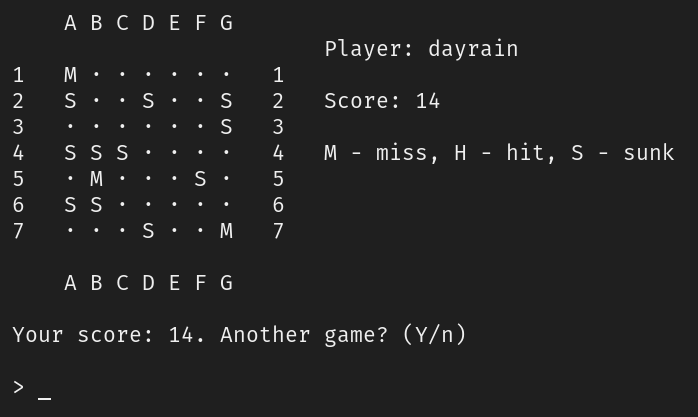 A B C D E F G
Player: dayrain
1 M · · · · · · 1
2 S · · S · · S 2 Score: 14
3 · · · · · · S 3
4 S S S · · · · 4 M - miss, H - hit, S - sunk
5 · M · · · S · 5
6 S S · · · · · 6
7 · · · S · · M 7
A B C D E F G
Your score: 14. Another game? (Y/n)
> _